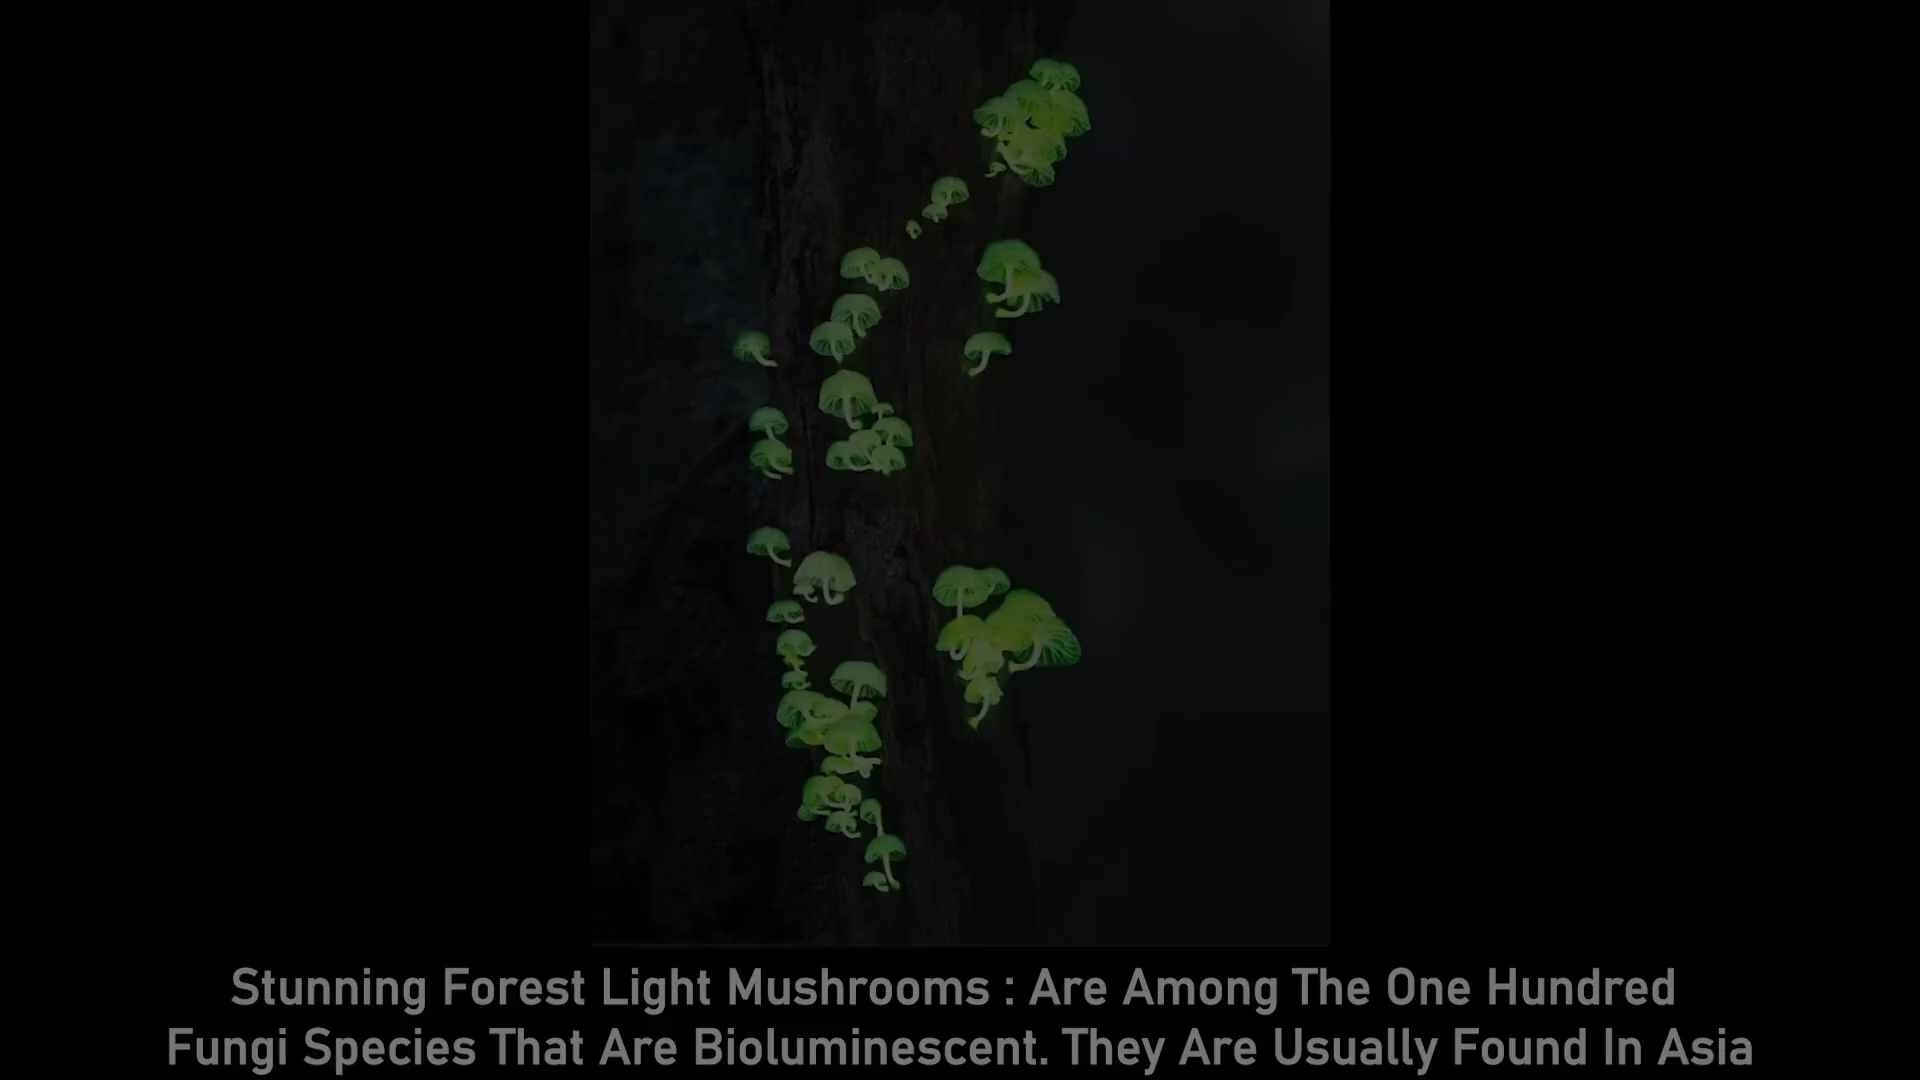 Stunning Forest Light Mushrooms : Are Among The One Hundred
Fungi Species That Are Bioluminescent. They Are Usually Found In Asia